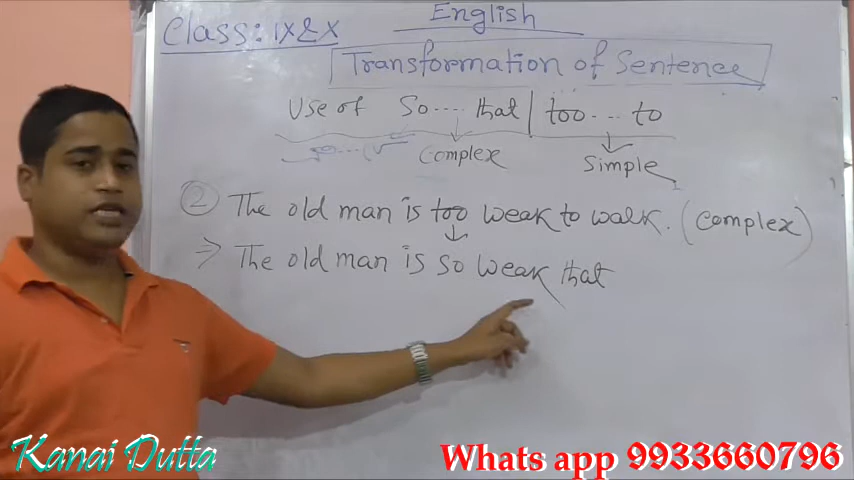 English
Class: IX & X
Transformation of Sentence
Use of So.... that | too... to
Complex Simple
② The old man is too weak to walk. (Complex)
⇒ The old man is so weak that
Kanai Dutta
Whats app 9933660796